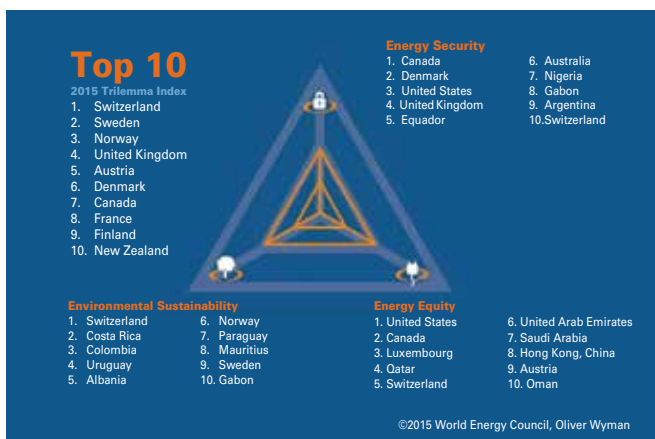 Top 10
2015 Trilemma Index
1. Switzerland
2. Sweden
3. Norway
4. United Kingdom
5. Austria
6. Denmark
7. Canada
8. France
9. Finland
10. New Zealand
Energy Security
1. Canada
2. Denmark
3. United States
4. United Kingdom
5. Equador
6. Australia
7. Nigeria
8. Gabon
9. Argentina
10.Switzerland
Environmental Sustainability
1. Switzerland
2. Costa Rica
3. Colombia
4. Uruguay
5. Albania
6. Norway
7. Paraguay
8. Mauritius
9. Sweden
10. Gabon
Energy Equity
1. United States
2. Canada
3. Luxembourg
4. Qatar
5. Switzerland
6. United Arab Emirates
7. Saudi Arabia
8. Hong Kong, China
9. Austria
10. Oman
©2015 World Energy Council, Oliver Wyman